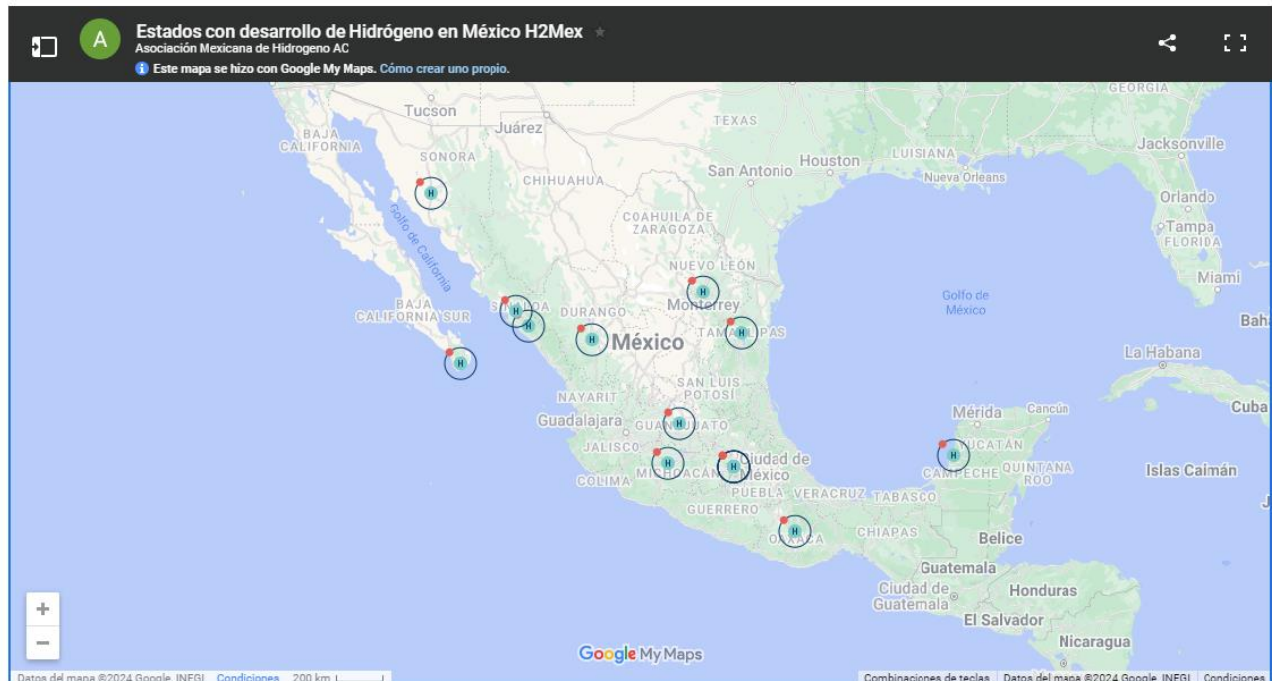 A
Estados con desarrollo de Hidrógeno en México H2Mex
Asociación Mexicana de Hidrogeno AC
Este mapa se hizo con Google My Maps. Cómo crear uno propio.
GEORGIA
Tucson
Juárez
TEXAS
Jacksonville
BAJA
CALIFORNIA
SONORA
Houston
LUISIANA
San Antonio
Nueva Orleans
CHIHUAHUA
H
Orlando
COAHUILA DE
ZARAGOZA
Tampa
FLORIDA
Golfo de California
NUEVO LEÓN
Miami
H
Golfo de
México
BAJA
CALIFORNIA SUR
H
DURANGO
Monterrey
H
H
México
H
La Habana
H
SAN LUIS
POTOSÍ
Cuba
NAYARIT
Mérida
Cancún
Guadalajara
H
JALISCO
YUCATÁN
H
Ciudad de
México
H
H
COLIMA
CAMPECHE
QUINTANA
ROO
Islas Caimán
PUEBLA
VERACRUZ
TABASCO
GUERRERO
H
CHIAPAS
Belice
Guatemala
Ciudad de
Guatemala
Honduras
El Salvador
Nicaragua
+
−
Google My Maps
Datos del mapa ©2024 Google, INEGI
Condiciones
200 km
Combinaciones de teclas
Datos del mapa ©2024 Google, INEGI
Condiciones